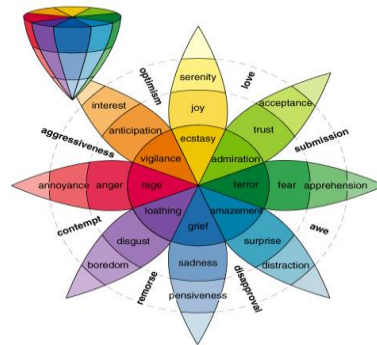 optimism
serenity
love
interest
joy
acceptance
anticipation
trust
aggressiveness
ecstasy
submission
vigilance
admiration
annoyance
anger
rage
terror
fear
apprehension
contempt
loathing
amazement
awe
disgust
grief
surprise
boredom
sadness
distraction
remorse
pensiveness
disapproval